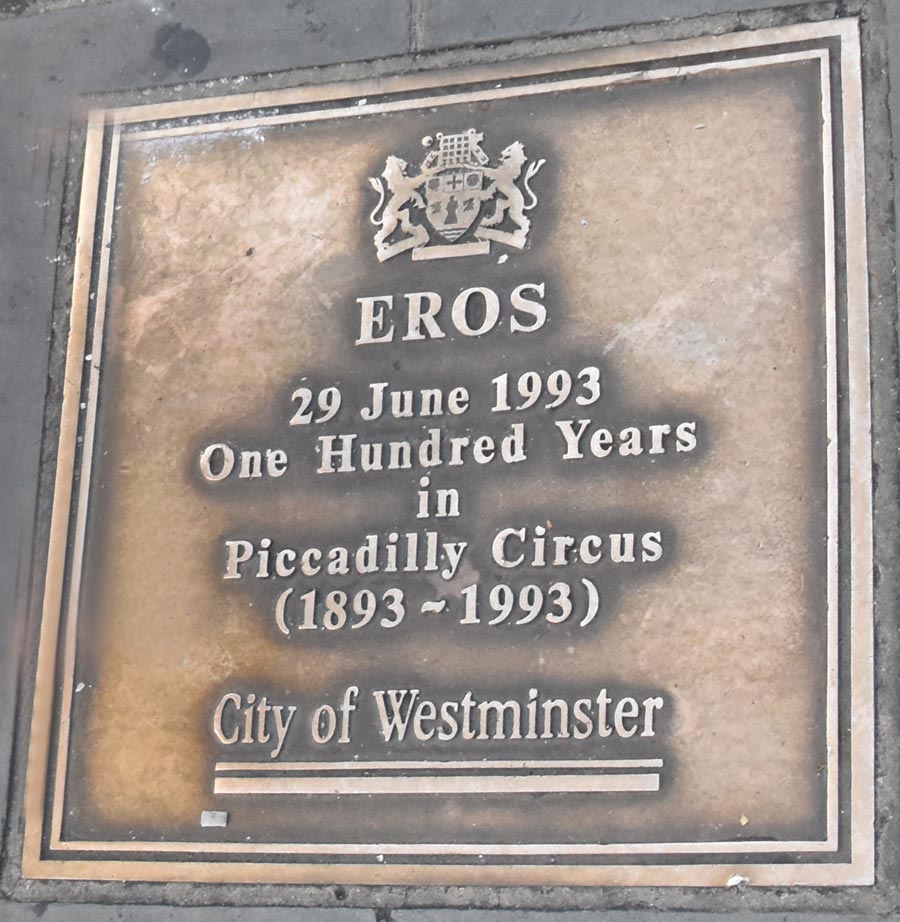 EROS
29 June 1993
One Hundred Years
in
Piccadilly Circus
(1893 ~ 1993)
City of Westminster